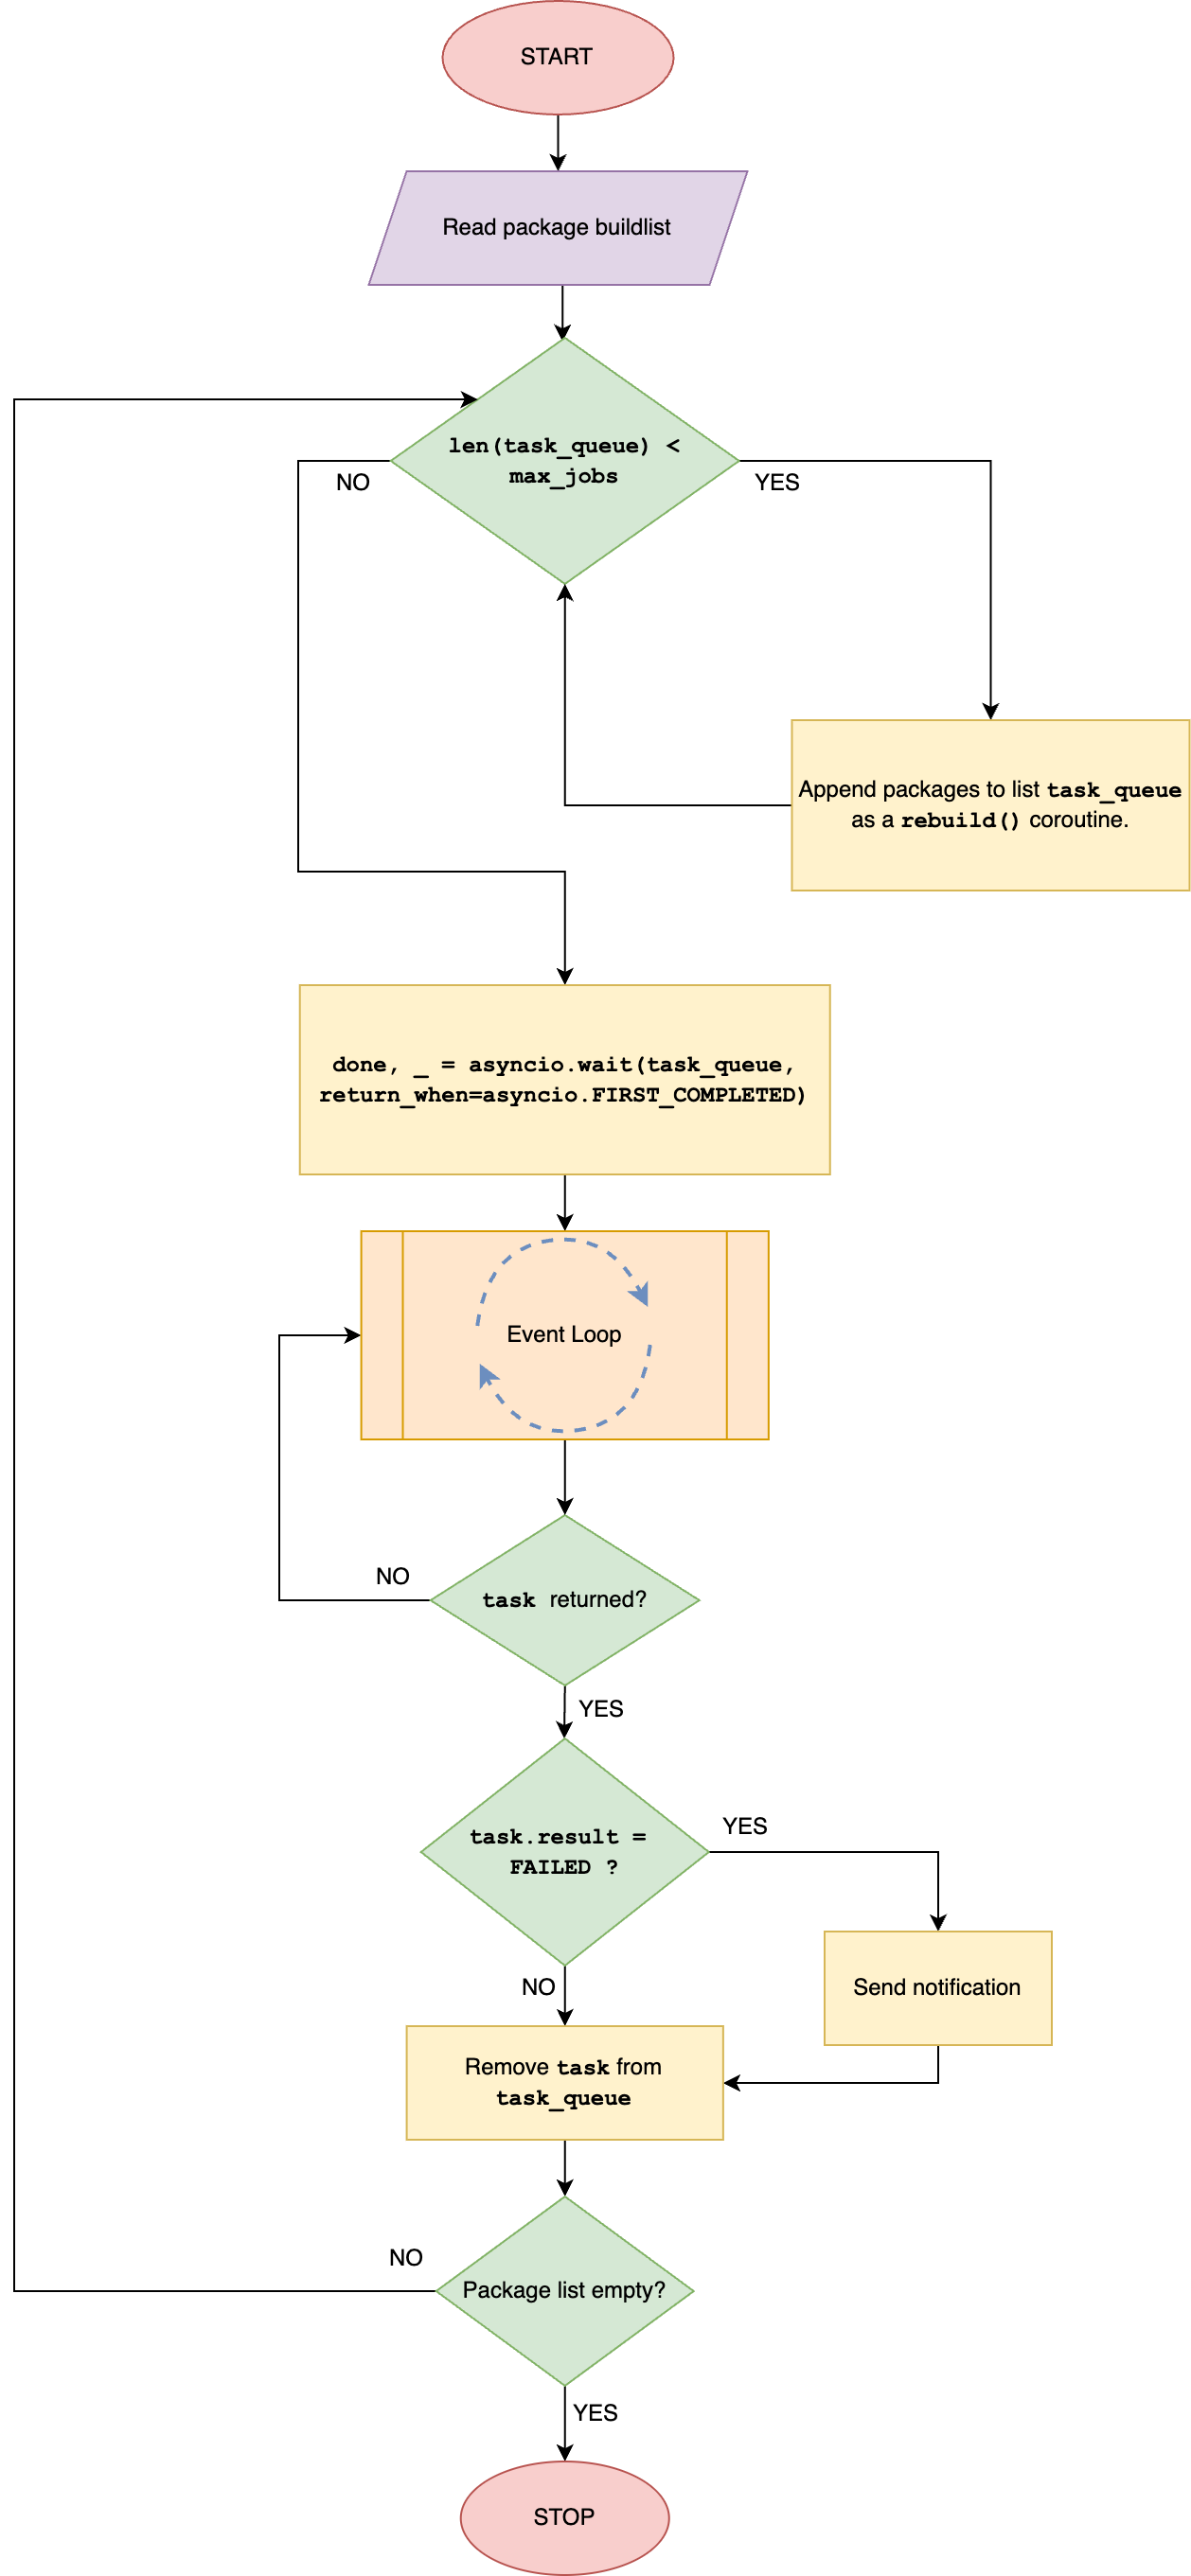 START
Read package buildlist
len(task_queue) <
max_jobs
NO
YES
Append packages to list task_queue
as a rebuild() coroutine.
done, _ = asyncio.wait(task_queue,
return_when=asyncio.FIRST_COMPLETED)
Event Loop
NO
task returned?
YES
task.result =
FAILED ?
YES
NO
Send notification
Remove task from
task_queue
NO
Package list empty?
YES
STOP